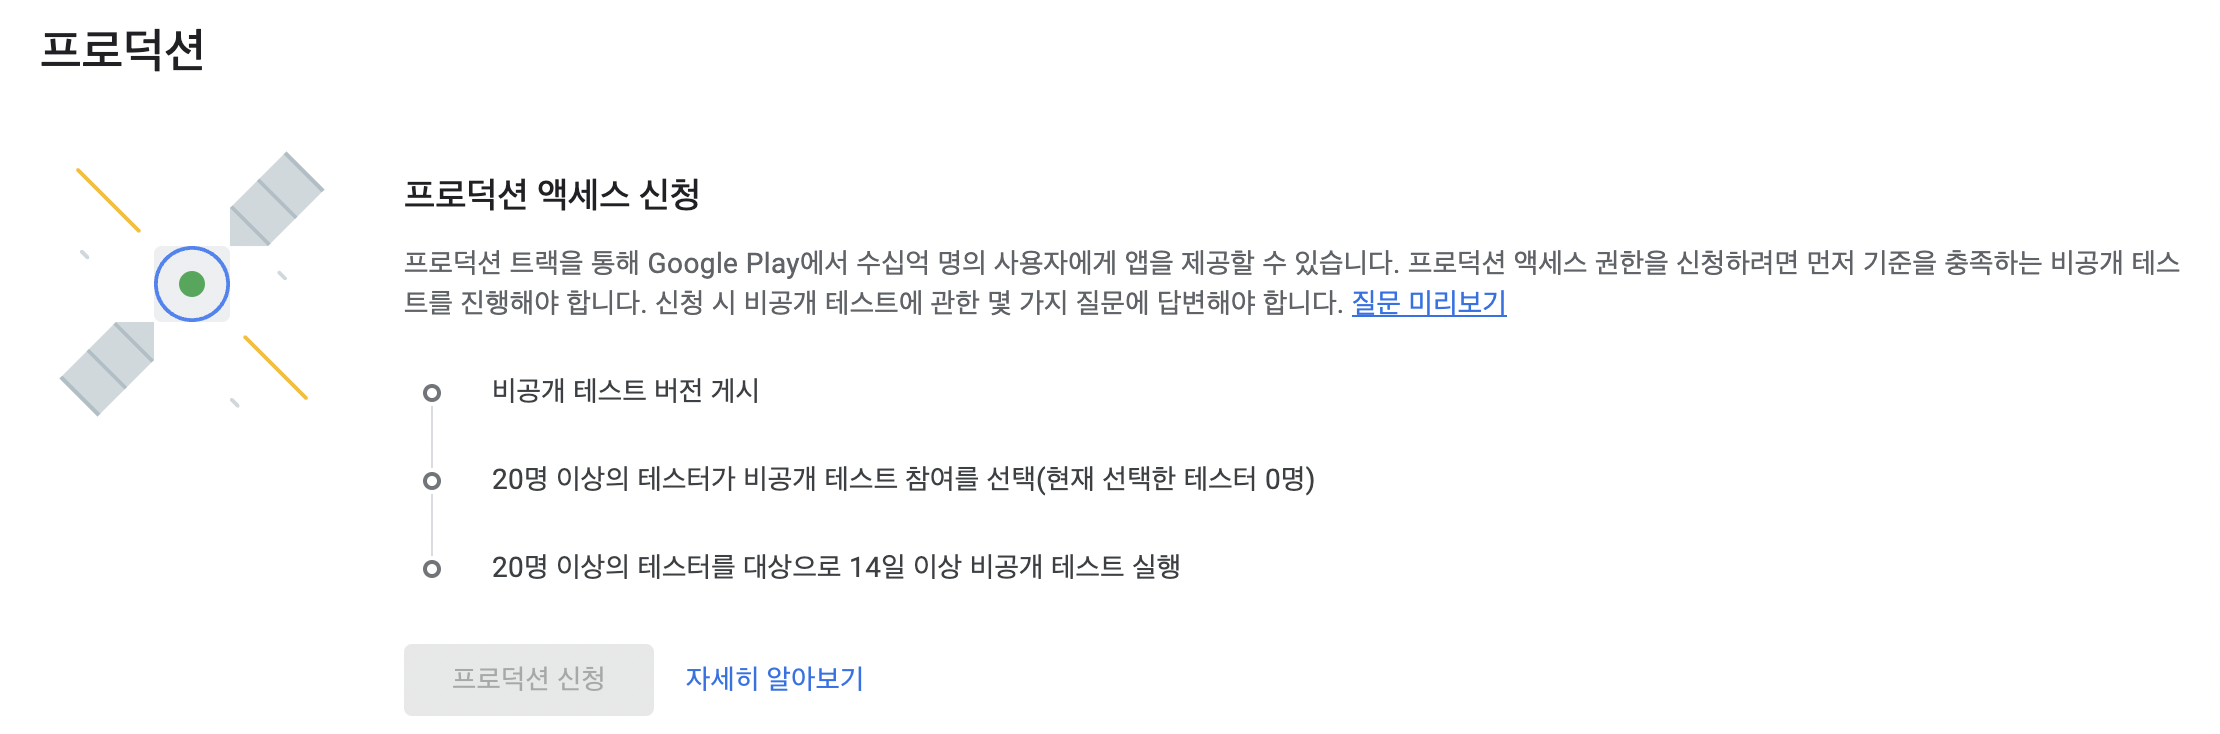 프로덕션
프로덕션 액세스 신청
프로덕션 트랙을 통해 Google Play에서 수십억 명의 사용자에게 앱을 제공할 수 있습니다. 프로덕션 액세스 권한을 신청하려면 먼저 기준을 충족하는 비공개 테스
트를 진행해야 합니다. 신청 시 비공개 테스트에 관한 몇 가지 질문에 답변해야 합니다. 질문 미리보기
비공개 테스트 버전 게시
20명 이상의 테스터가 비공개 테스트 참여를 선택(현재 선택한 테스터 0명)
20명 이상의 테스터를 대상으로 14일 이상 비공개 테스트 실행
프로덕션 신청 자세히 알아보기